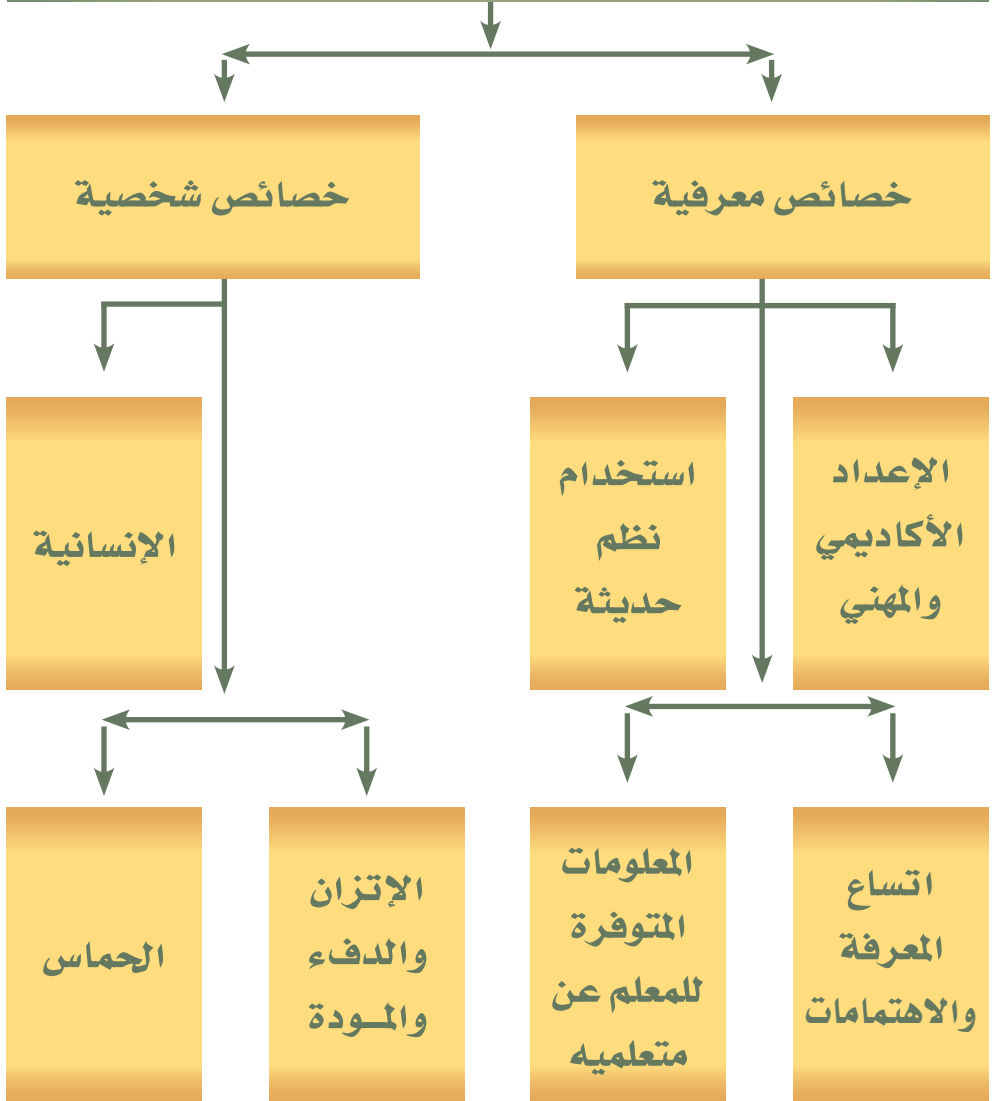 خصائص معرفية
خصائص شخصية
الإعداد
الأكاديمي
والمهني
استخدام
نظم
حديثة
الإنسانية
اتساع
المعرفة
والاهتمامات
المعلومات
المتوفرة
للمعلم عن
متعلميه
الإتزان
والدفء
والمــودة
الحماس